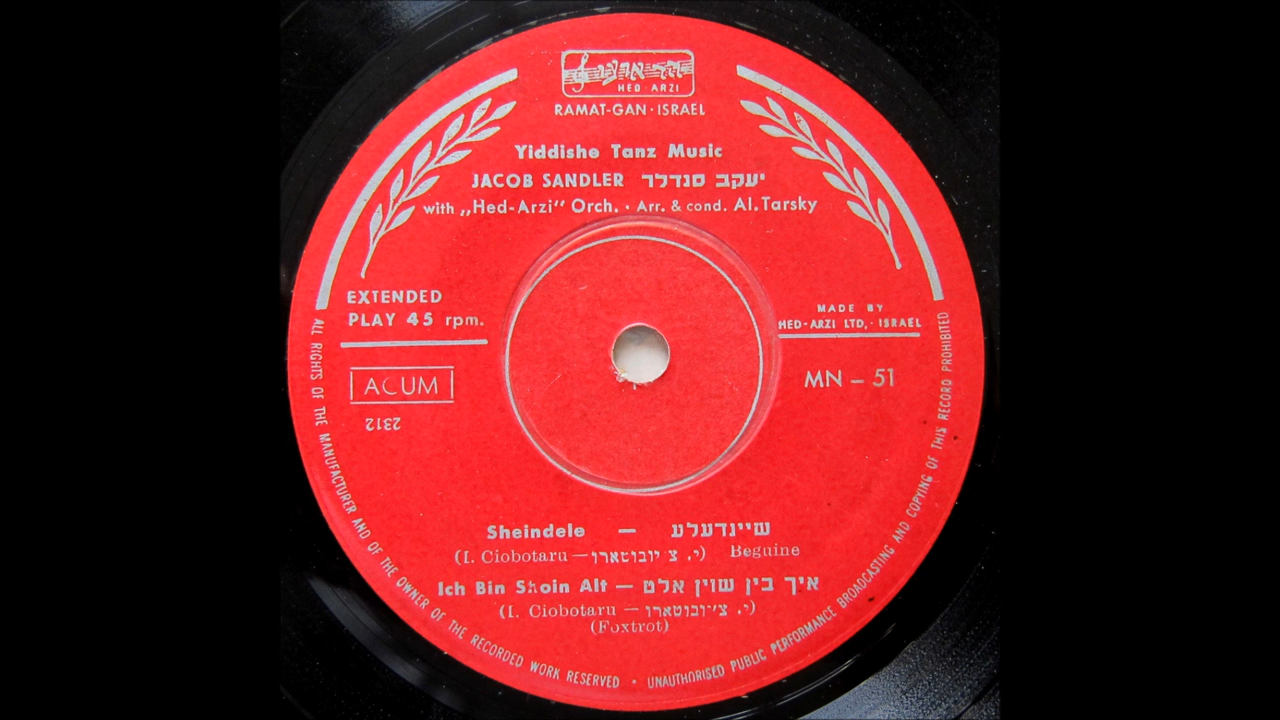 הד ארצי
HED-ARZI
RAMAT-GAN · ISRAEL
Yiddishe Tanz Music
JACOB SANDLER יעקב סנדלר
with „Hed-Arzi" Orch. · Arr. & cond. Al. Tarsky
EXTENDED
PLAY 45 rpm.
MADE BY
HED-ARZI LTD, · ISRAEL
ACUM
MN – 51
2312
Sheindele — שיינדעלע
(I. Ciobotaru — י. צ יובוטארו) Beguine
Ich Bin Shoin Alt — איך בין שוין אלט
(I. Ciobotaru — י. צ'יובוטארו)
(Foxtrot)
ALL RIGHTS OF THE MANUFACTURER AND OF THE OWNER OF THE RECORDED WORK RESERVED · UNAUTHORISED PUBLIC PERFORMANCE BROADCASTING AND COPYING OF THIS RECORD PROHIBITED